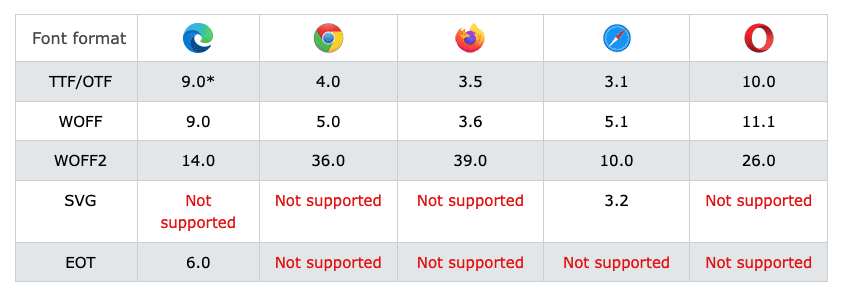 Font format
TTF/OTF 9.0* 4.0 3.5 3.1 10.0
WOFF 9.0 5.0 3.6 5.1 11.1
WOFF2 14.0 36.0 39.0 10.0 26.0
SVG Not supported Not supported Not supported 3.2 Not supported
EOT 6.0 Not supported Not supported Not supported Not supported